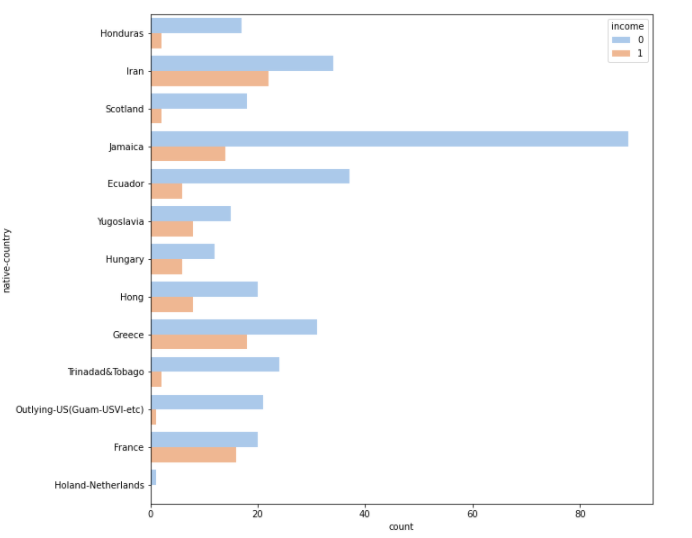 income
0
1
Honduras
Iran
Scotland
Jamaica
Ecuador
Yugoslavia
Hungary
Hong
Greece
Trinadad&Tobago
Outlying-US(Guam-USVI-etc)
France
Holand-Netherlands
native-country
0 20 40 60 80
count